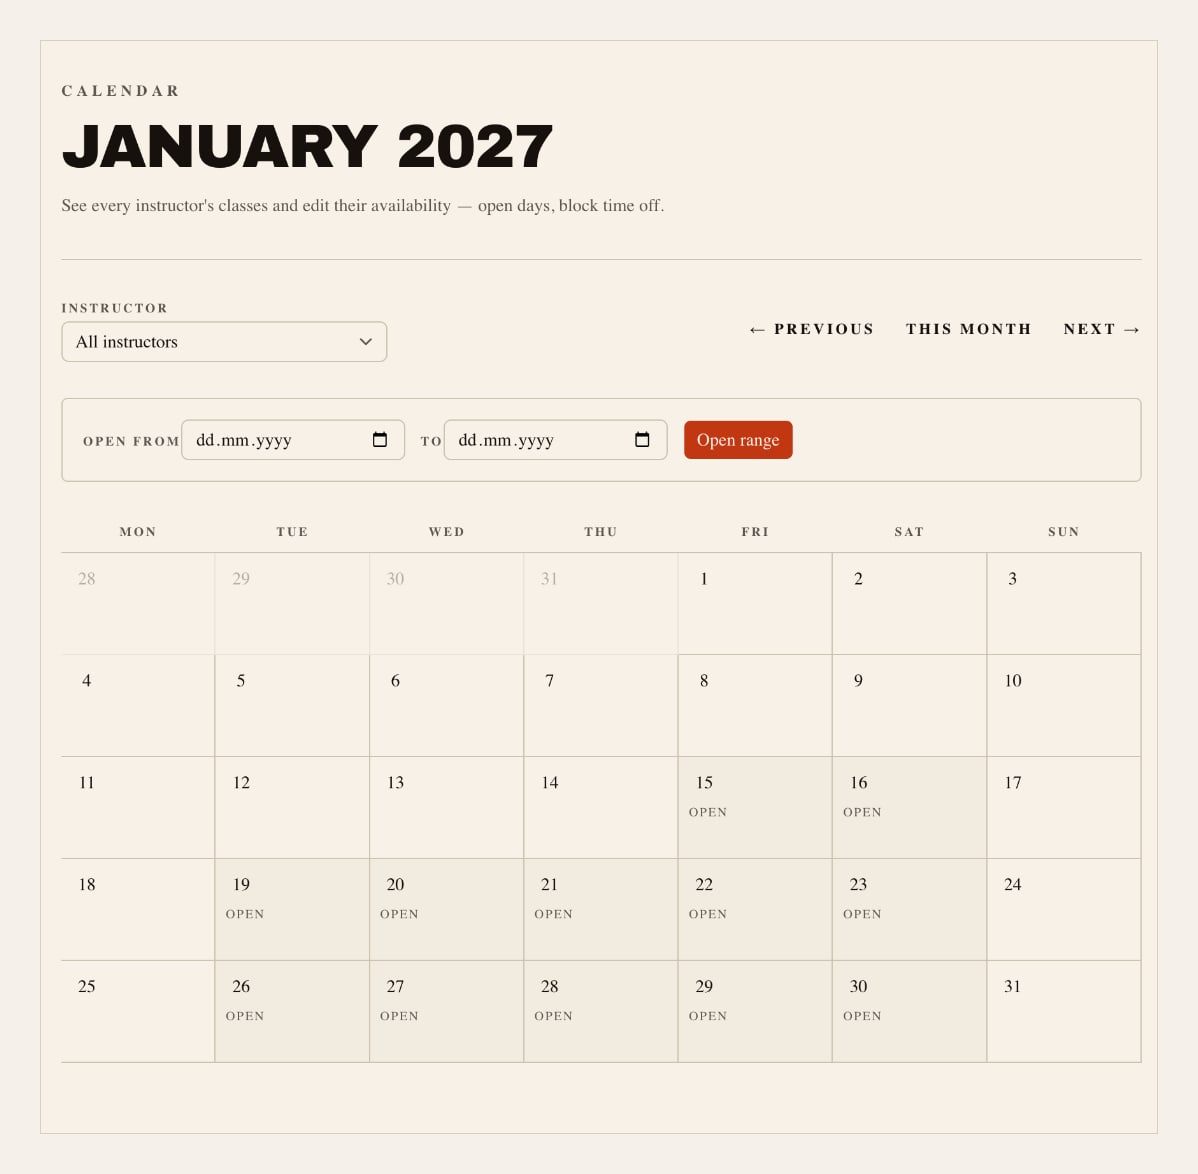 CALENDAR
JANUARY 2027
See every instructor's classes and edit their availability — open days, block time off.
INSTRUCTOR
All instructors
← PREVIOUS THIS MONTH NEXT →
OPEN FROM dd.mm.yyyy TO dd.mm.yyyy Open range
MON TUE WED THU FRI SAT SUN
28 29 30 31 1 2 3
4 5 6 7 8 9 10
11 12 13 14 15 16 17
OPEN OPEN
18 19 20 21 22 23 24
OPEN OPEN OPEN OPEN OPEN
25 26 27 28 29 30 31
OPEN OPEN OPEN OPEN OPEN